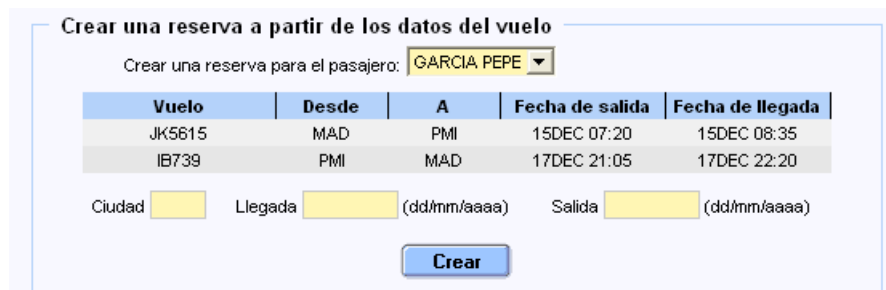 Crear una reserva a partir de los datos del vuelo
Crear una reserva para el pasajero: GARCIA PEPE
Vuelo Desde A Fecha de salida Fecha de llegada
JK5615 MAD PMI 15DEC 07:20 15DEC 08:35
IB739 PMI MAD 17DEC 21:05 17DEC 22:20
Ciudad Llegada (dd/mm/aaaa) Salida (dd/mm/aaaa)
Crear